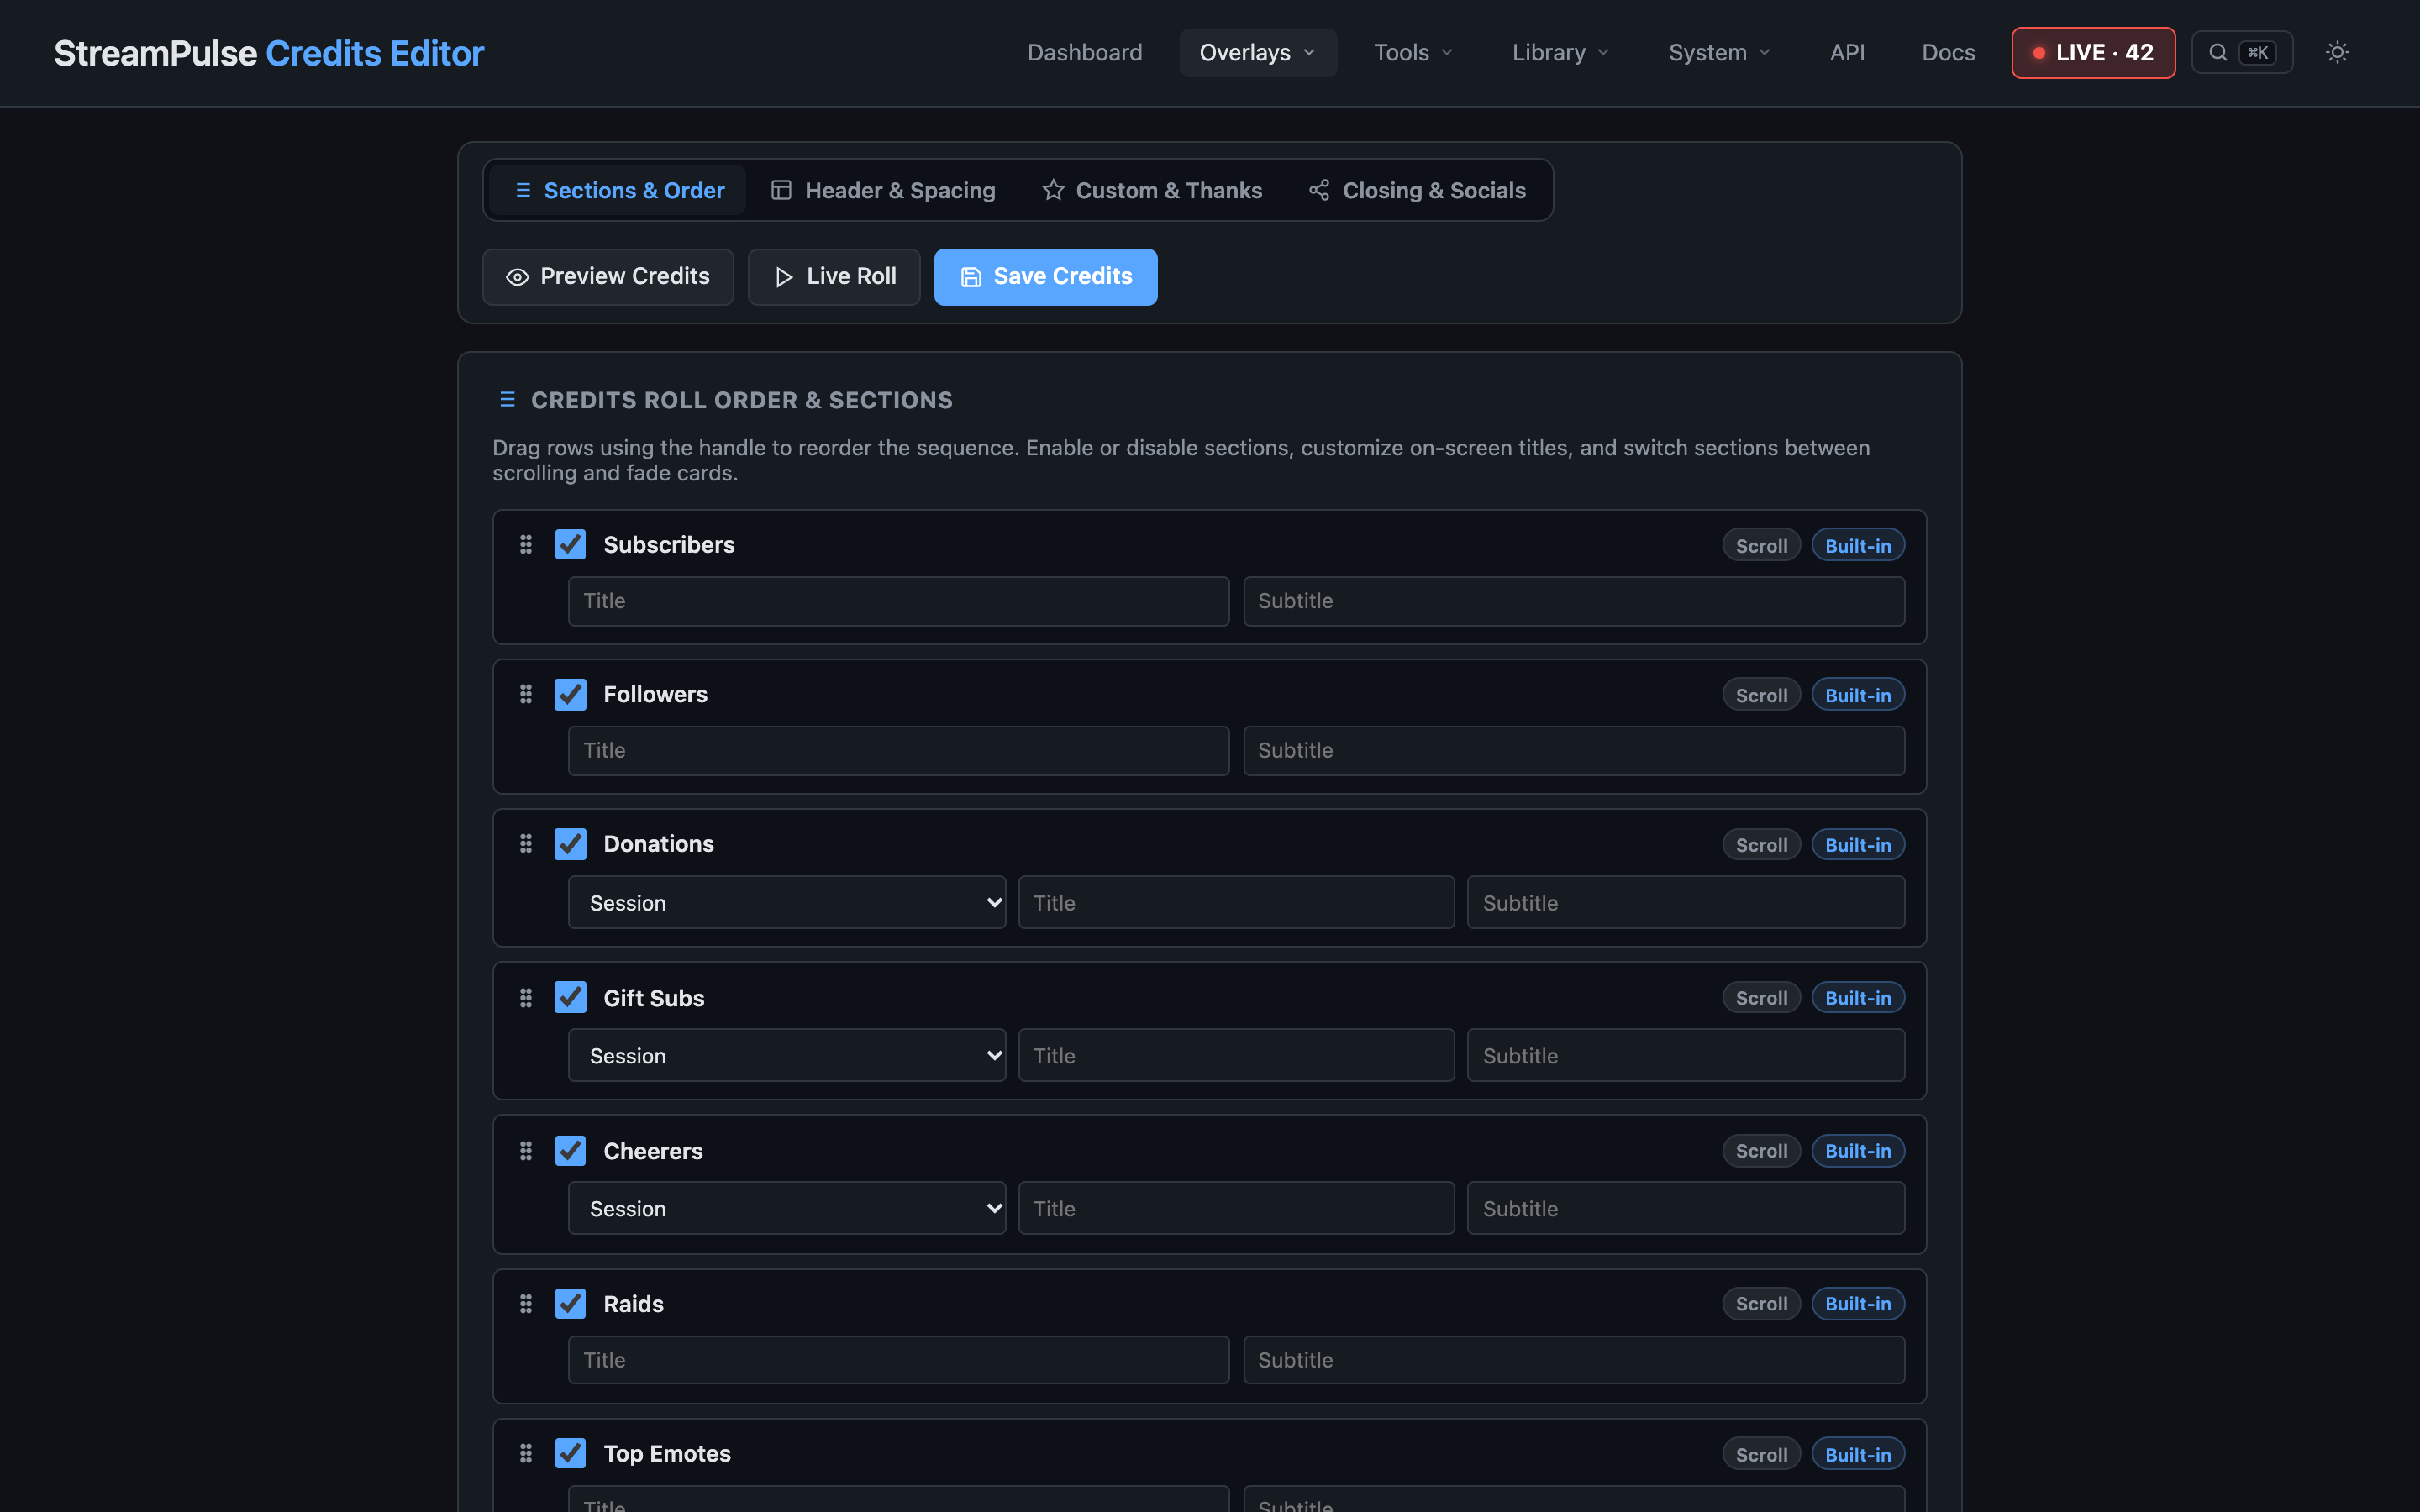 StreamPulse Credits Editor
Dashboard
Overlays
Tools
Library
System
API
Docs
LIVE · 42
⌘K
Sections & Order
Header & Spacing
Custom & Thanks
Closing & Socials
Preview Credits
Live Roll
Save Credits
CREDITS ROLL ORDER & SECTIONS
Drag rows using the handle to reorder the sequence. Enable or disable sections, customize on-screen titles, and switch sections between
scrolling and fade cards.
Subscribers
Scroll
Built-in
Title
Subtitle
Followers
Scroll
Built-in
Title
Subtitle
Donations
Scroll
Built-in
Session
Title
Subtitle
Gift Subs
Scroll
Built-in
Session
Title
Subtitle
Cheerers
Scroll
Built-in
Session
Title
Subtitle
Raids
Scroll
Built-in
Title
Subtitle
Top Emotes
Scroll
Built-in
Title
Subtitle